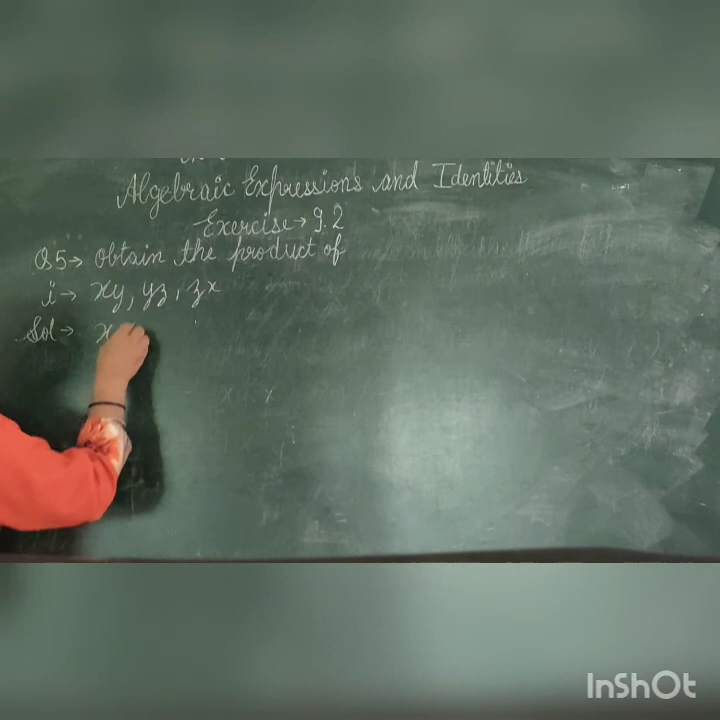 Algebraic Expressions and Identities
Exercise → 9.2
Q5→ Obtain the product of
i→ xy, yz, zx
Sol→ x
InShOt